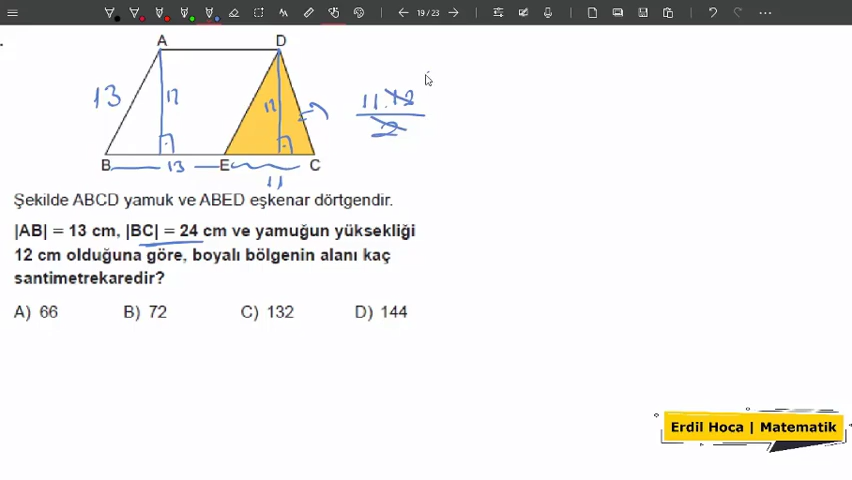 19 / 23
A D
13 12 12 11.12
2
B 13 E C
11
Şekilde ABCD yamuk ve ABED eşkenar dörtgendir.
|AB| = 13 cm, |BC| = 24 cm ve yamuğun yüksekliği
12 cm olduğuna göre, boyalı bölgenin alanı kaç
santimetrekaredir?
A) 66 B) 72 C) 132 D) 144
Erdil Hoca | Matematik